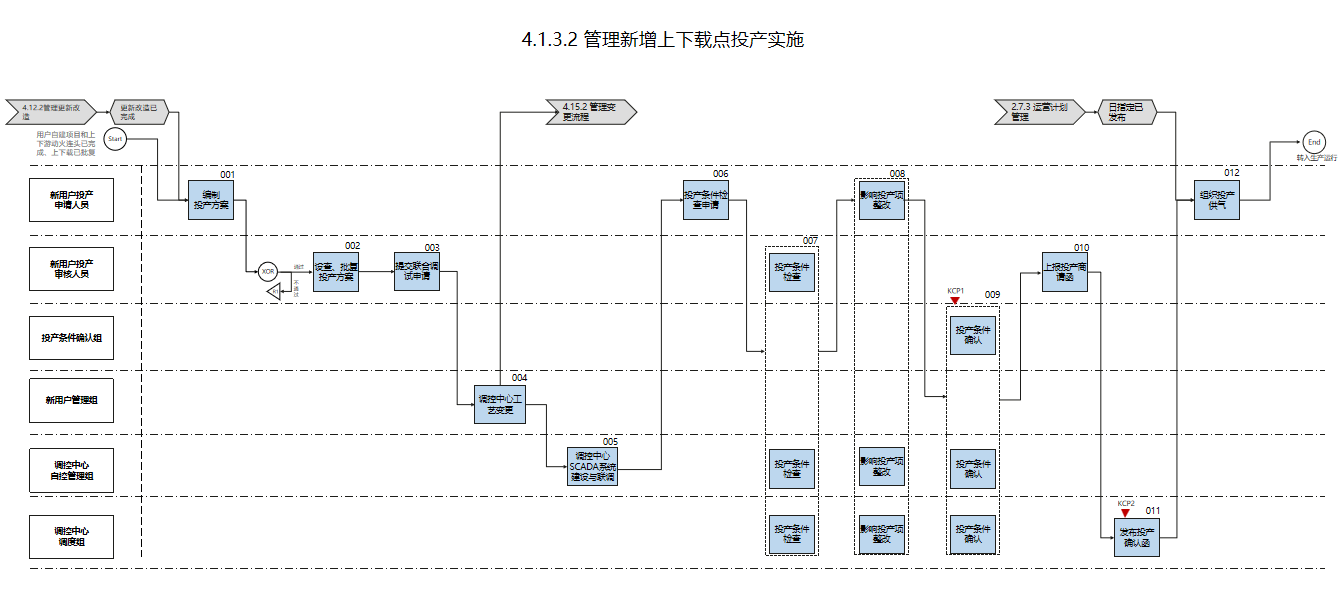 4.1.3.2 管理新增上下载点投产实施
4.12.2管理更新改
造
更新改造已
完成
4.15.2 管理变
更流程
2.7.3 运营计划
管理
日指定已
发布
用户自建项目和上
下游动火连头已完
成、上下载已批复
Start
End
转入生产运行
新用户投产
申请人员
001
编制
投产方案
006
投产条件检
查申请
008
影响投产项
整改
012
组织投产
供气
新用户投产
审核人员
XOR
通过
不
通
过
R1
002
设查、批复
投产方案
003
提交联合调
试申请
007
投产条件
检查
010
上报投产商
请函
投产条件确认组
KCP1
009
投产条件
确认
新用户管理组
004
调控中心工
艺变更
调控中心
自控管理组
005
调控中心
SCADA系统
建设与联调
投产条件
检查
影响投产项
整改
投产条件
确认
调控中心
调度组
投产条件
检查
影响投产项
整改
投产条件
确认
KCP2
011
发布投产
确认函